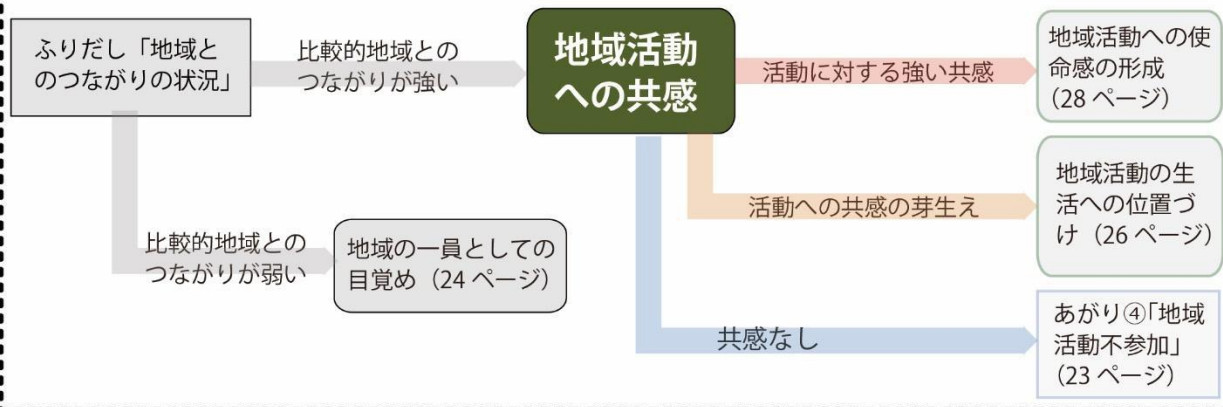 ふりだし「地域と
のつながりの状況」
比較的地域との
つながりが強い
地域活動
への共感
活動に対する強い共感
地域活動への使
命感の形成
(28 ページ)
活動への共感の芽生え
地域活動の生
活への位置づ
け（26 ページ)
比較的地域との
つながりが弱い
地域の一員としての
目覚め（24 ページ）
共感なし
あがり④「地域
活動不参加」
(23 ページ)